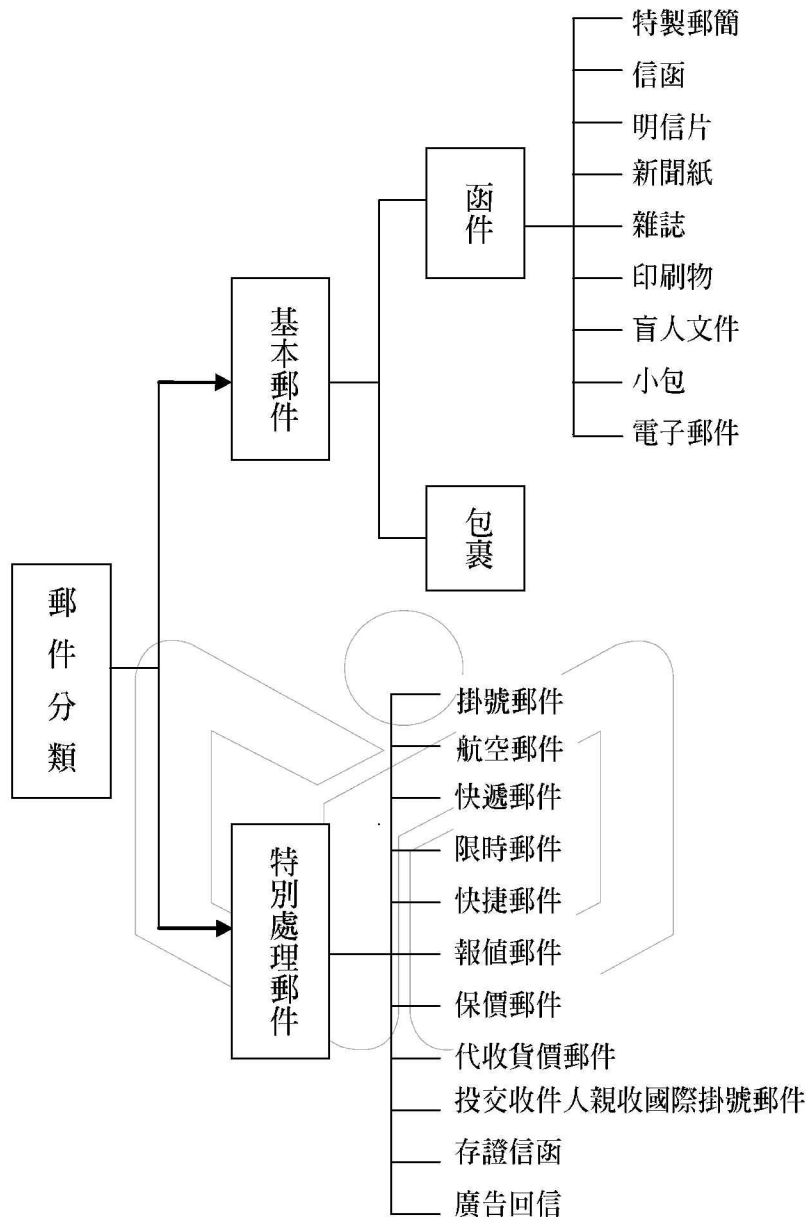 郵件分類
基本郵件
函件
特製郵簡
信函
明信片
新聞紙
雜誌
印刷物
盲人文件
小包
電子郵件
包裹
特別處理郵件
掛號郵件
航空郵件
快遞郵件
限時郵件
快捷郵件
報值郵件
保價郵件
代收貨價郵件
投交收件人親收國際掛號郵件
存證信函
廣告回信